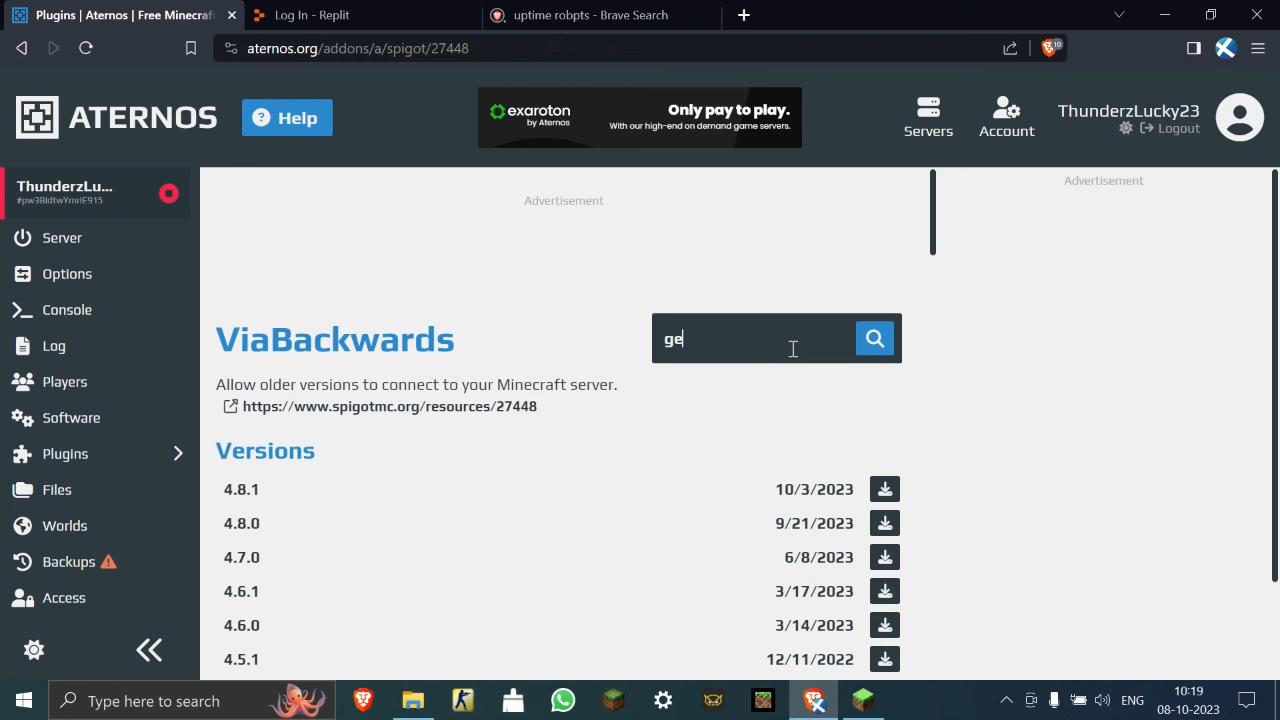 Plugins | Aternos | Free Minecraf
Log In - Replit
uptime robpts - Brave Search
aternos.org/addons/a/spigot/27448
10
ATERNOS
Help
exaroton
by Aternos
Only pay to play.
With our high-end on demand game servers.
Servers
Account
ThunderzLucky23
Logout
ThunderzLu...
#pw3BldtwYmrIE915
Server
Options
Console
Log
Players
Software
Plugins
Files
Worlds
Backups
Access
Advertisement
Advertisement
ViaBackwards
ge
Allow older versions to connect to your Minecraft server.
https://www.spigotmc.org/resources/27448
Versions
4.8.1 10/3/2023
4.8.0 9/21/2023
4.7.0 6/8/2023
4.6.1 3/17/2023
4.6.0 3/14/2023
4.5.1 12/11/2022
Type here to search
ENG
10:19
08-10-2023